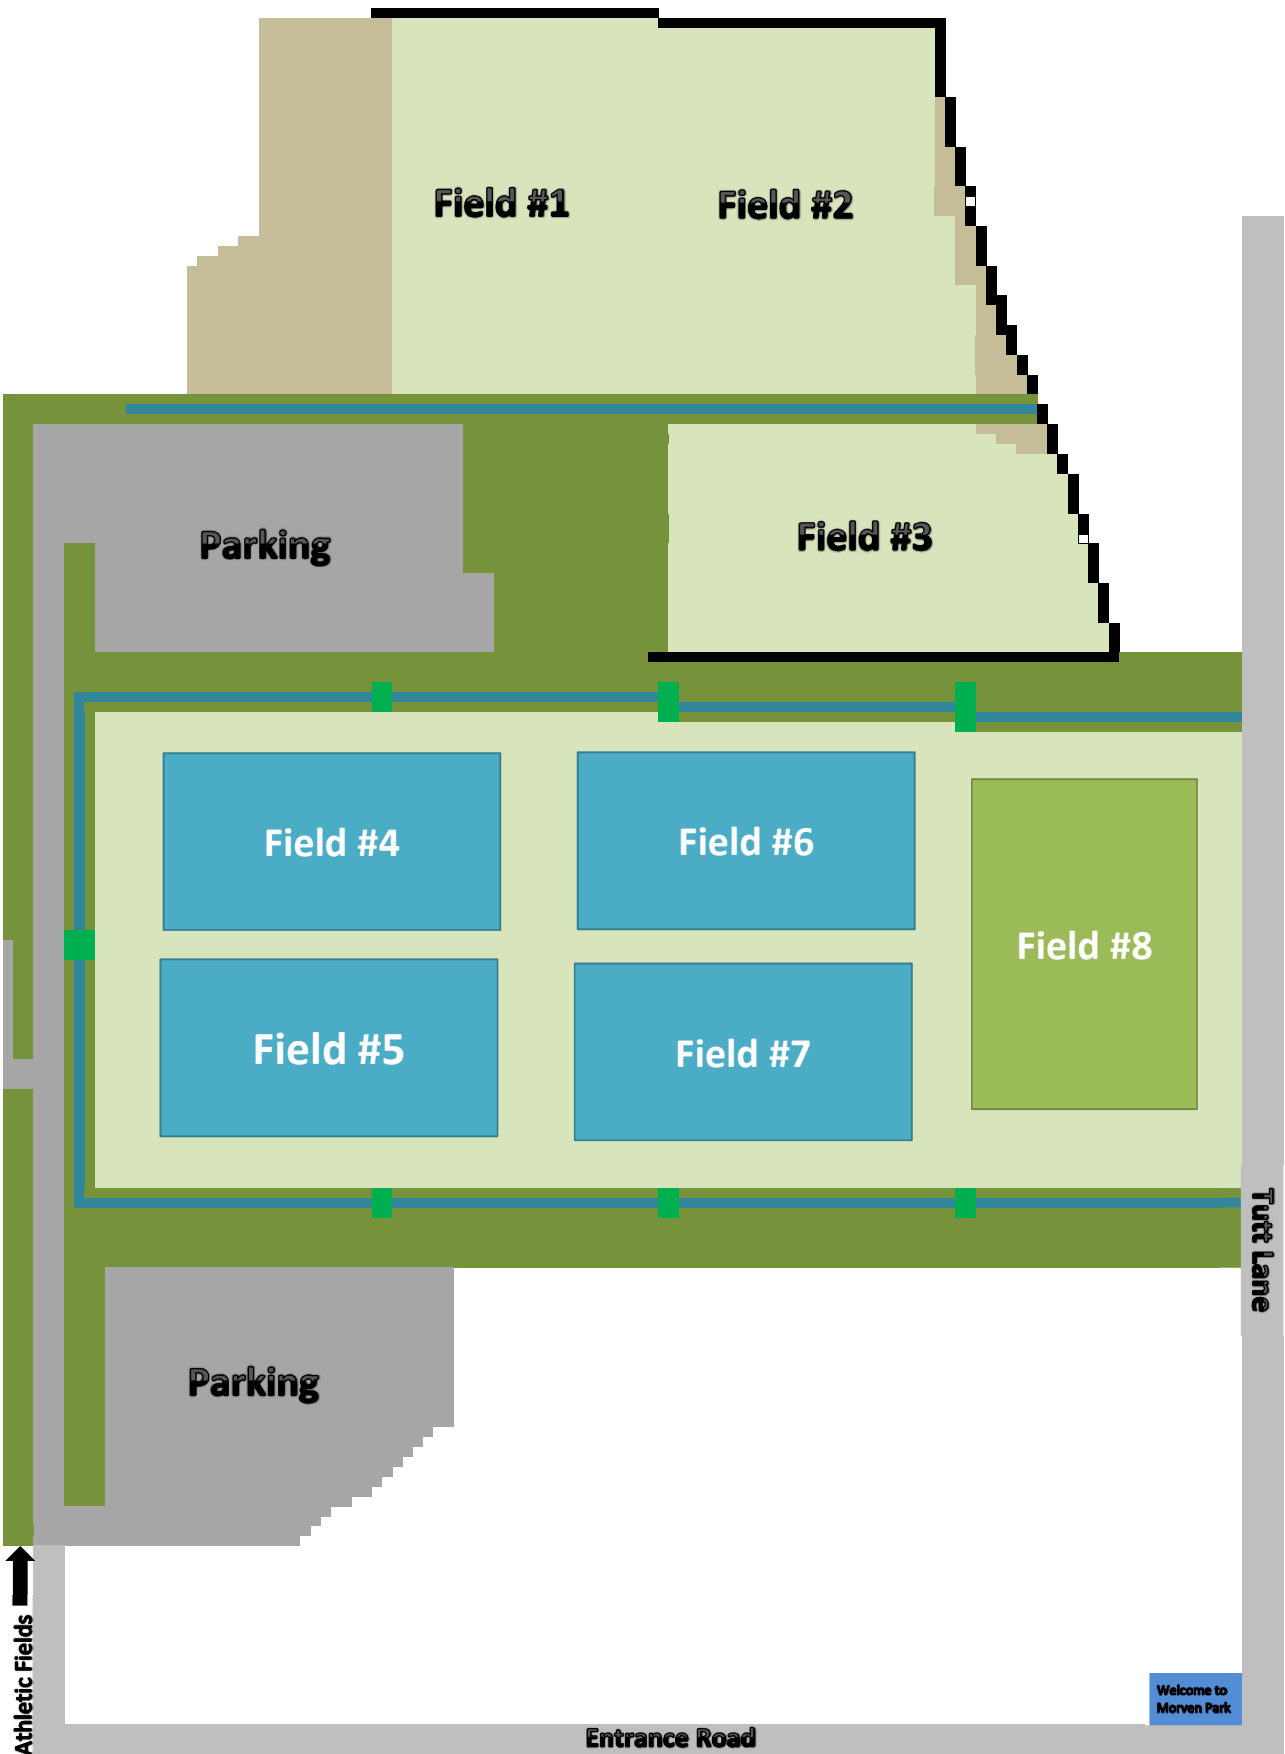 Field #1
Field #2
Parking
Field #3
Field #4
Field #6
Field #8
Field #5
Field #7
Tutt Lane
Parking
Athletic Fields
Welcome to
Morven Park
Entrance Road